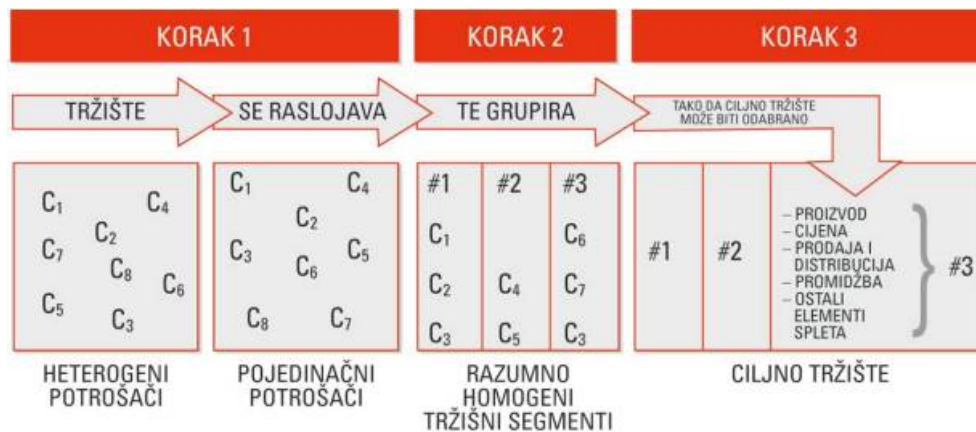 KORAK 1
KORAK 2
KORAK 3
TRŽIŠTE
SE RASLOJAVA
TE GRUPIRA
TAKO DA CILJNO TRŽIŠTE
MOŽE BITI ODABRANO
C₁ C₄
C₂
C₇
C₈
C₆
C₅
C₃
C₁ C₄
C₂
C₃ C₅
C₆
C₈ C₇
#1 #2 #3
C₁ C₆
C₂ C₄ C₇
C₃ C₅ C₃
#1 #2
– PROIZVOD
– CIJENA
– PRODAJA I
DISTRIBUCIJA
– PROMIDŽBA
– OSTALI
ELEMENTI
SPLETA
#3
HETEROGENI
POTROŠAČI
POJEDINAČNI
POTROŠAČI
RAZUMNO
HOMOGENI
TRŽIŠNI SEGMENTI
CILJNO TRŽIŠTE